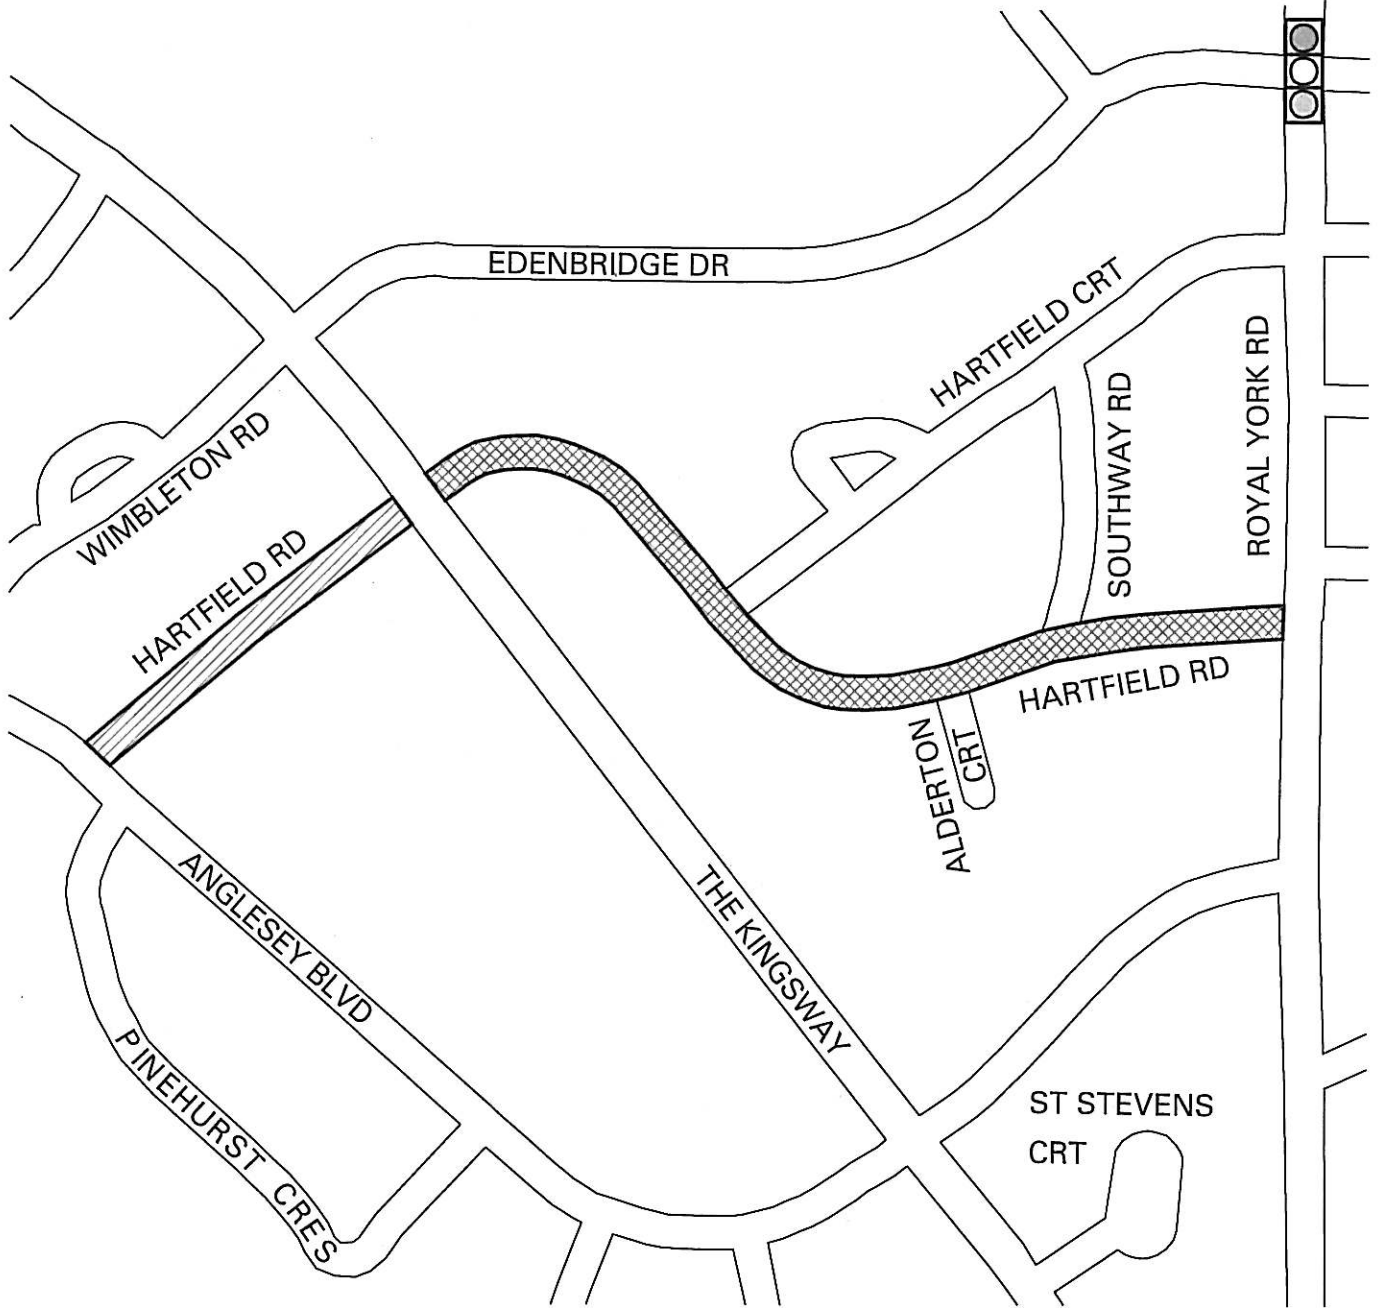 EDENBRIDGE DR
HARTFIELD CRT
ROYAL YORK RD
SOUTHWAY RD
WIMBLETON RD
HARTFIELD RD
HARTFIELD RD
ALDERTON
CRT
ANGLESEY BLVD
THE KINGSWAY
PINEHURST CRES
ST STEVENS
CRT